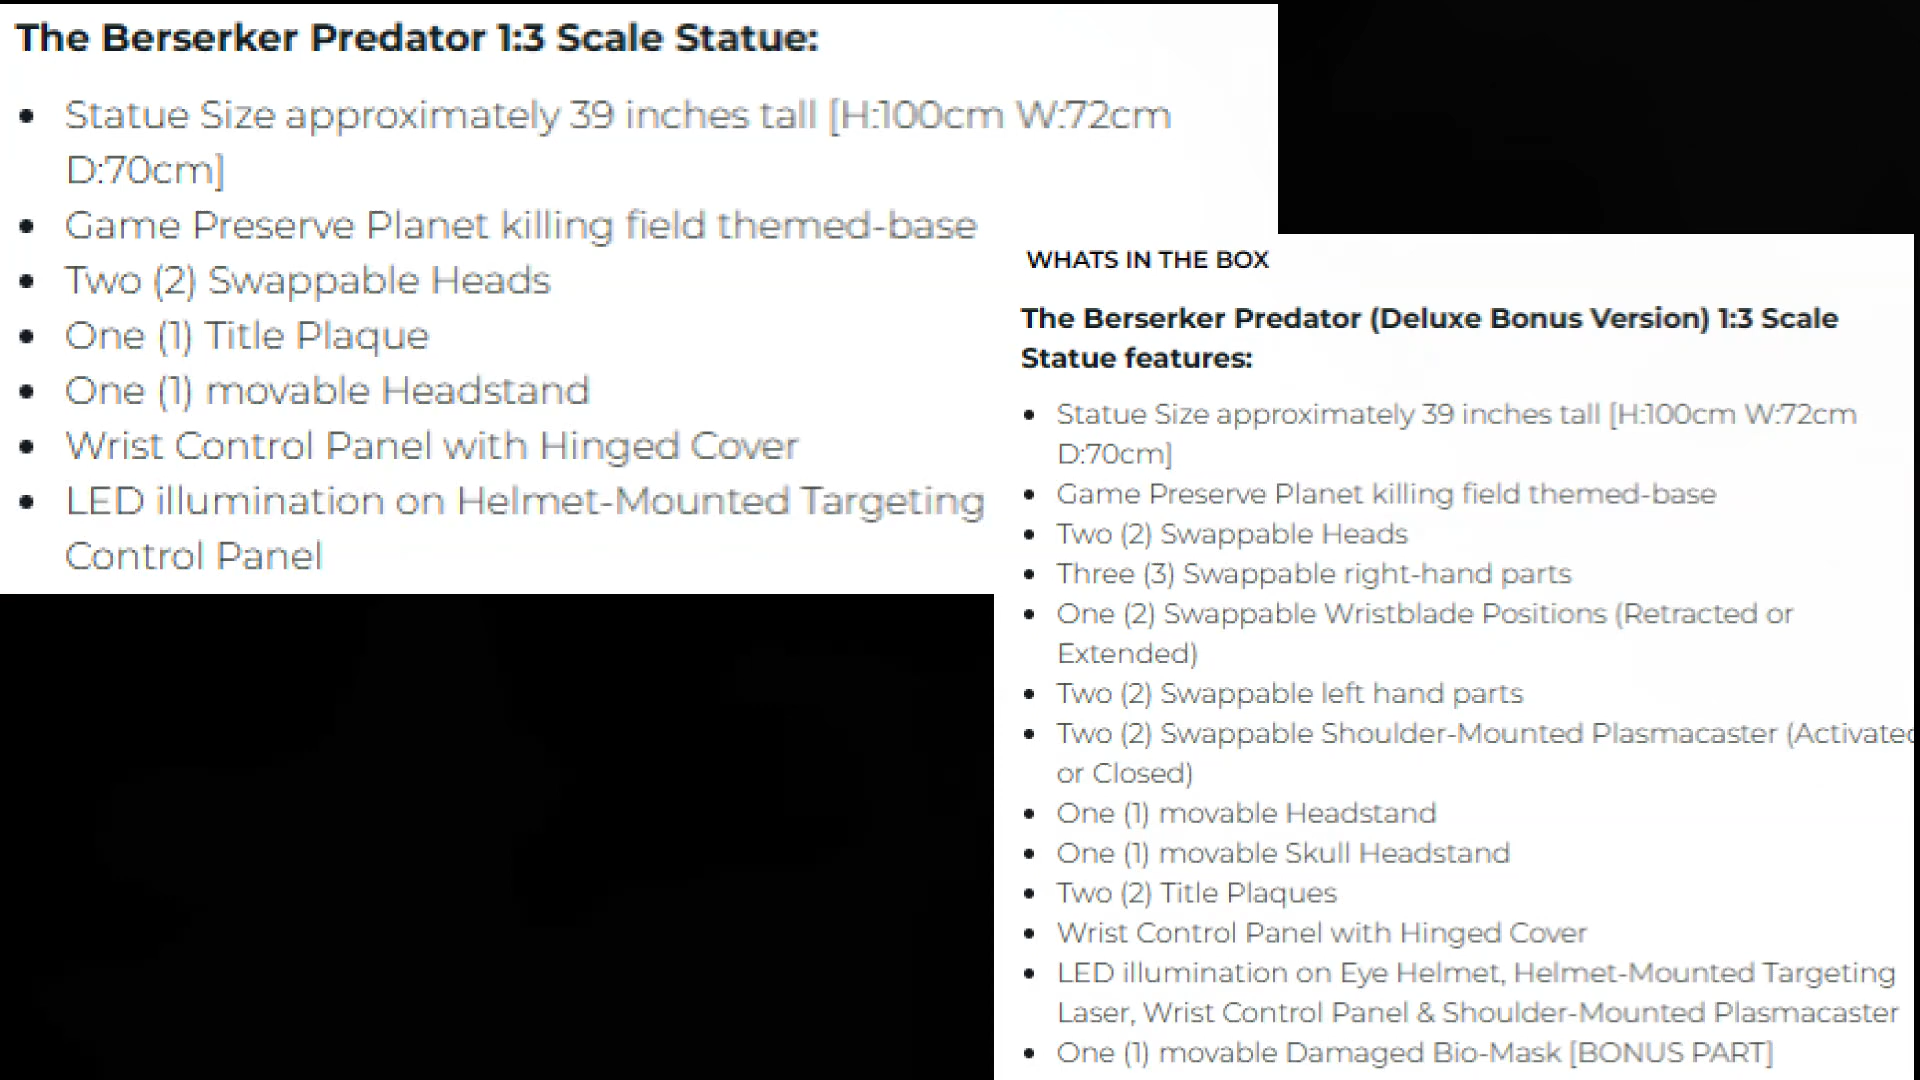 The Berserker Predator 1:3 Scale Statue:
• Statue Size approximately 39 inches tall [H:100cm W:72cm
D:70cm]
• Game Preserve Planet killing field themed-base
• Two (2) Swappable Heads
• One (1) Title Plaque
• One (1) movable Headstand
• Wrist Control Panel with Hinged Cover
• LED illumination on Helmet-Mounted Targeting
Control Panel
WHATS IN THE BOX
The Berserker Predator (Deluxe Bonus Version) 1:3 Scale
Statue features:
• Statue Size approximately 39 inches tall [H:100cm W:72cm
D:70cm]
• Game Preserve Planet killing field themed-base
• Two (2) Swappable Heads
• Three (3) Swappable right-hand parts
• One (2) Swappable Wristblade Positions (Retracted or
Extended)
• Two (2) Swappable left hand parts
• Two (2) Swappable Shoulder-Mounted Plasmacaster (Activated
or Closed)
• One (1) movable Headstand
• One (1) movable Skull Headstand
• Two (2) Title Plaques
• Wrist Control Panel with Hinged Cover
• LED illumination on Eye Helmet, Helmet-Mounted Targeting
Laser, Wrist Control Panel & Shoulder-Mounted Plasmacaster
• One (1) movable Damaged Bio-Mask [BONUS PART]